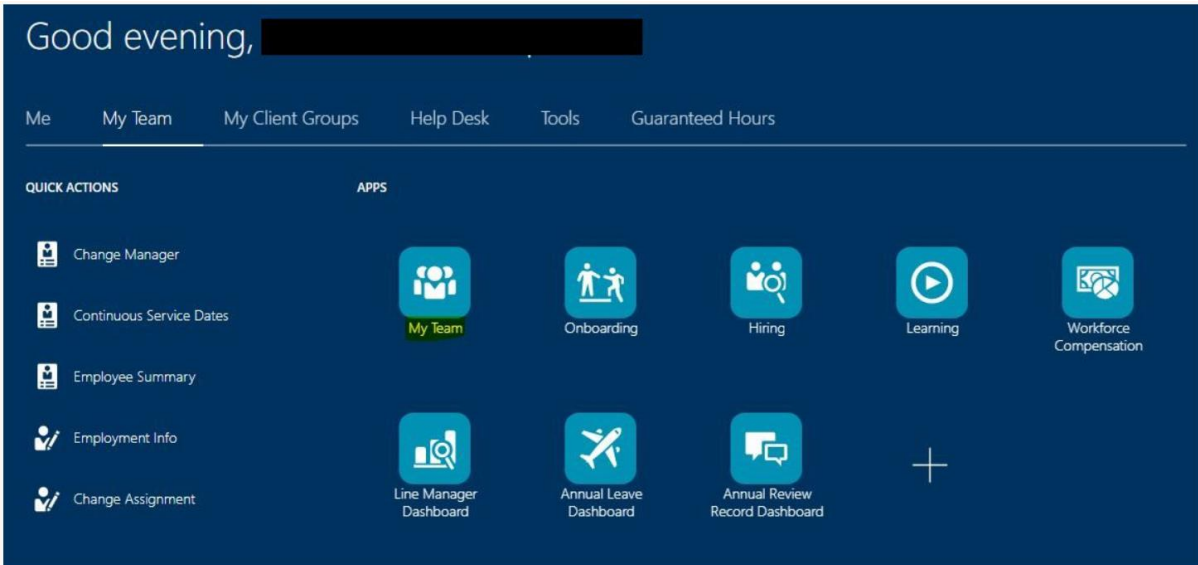 Good evening,
Me My Team My Client Groups Help Desk Tools Guaranteed Hours
QUICK ACTIONS
Change Manager
Continuous Service Dates
Employee Summary
Employment Info
Change Assignment
APPS
My Team
Onboarding
Hiring
Learning
Workforce
Compensation
Line Manager
Dashboard
Annual Leave
Dashboard
Annual Review
Record Dashboard